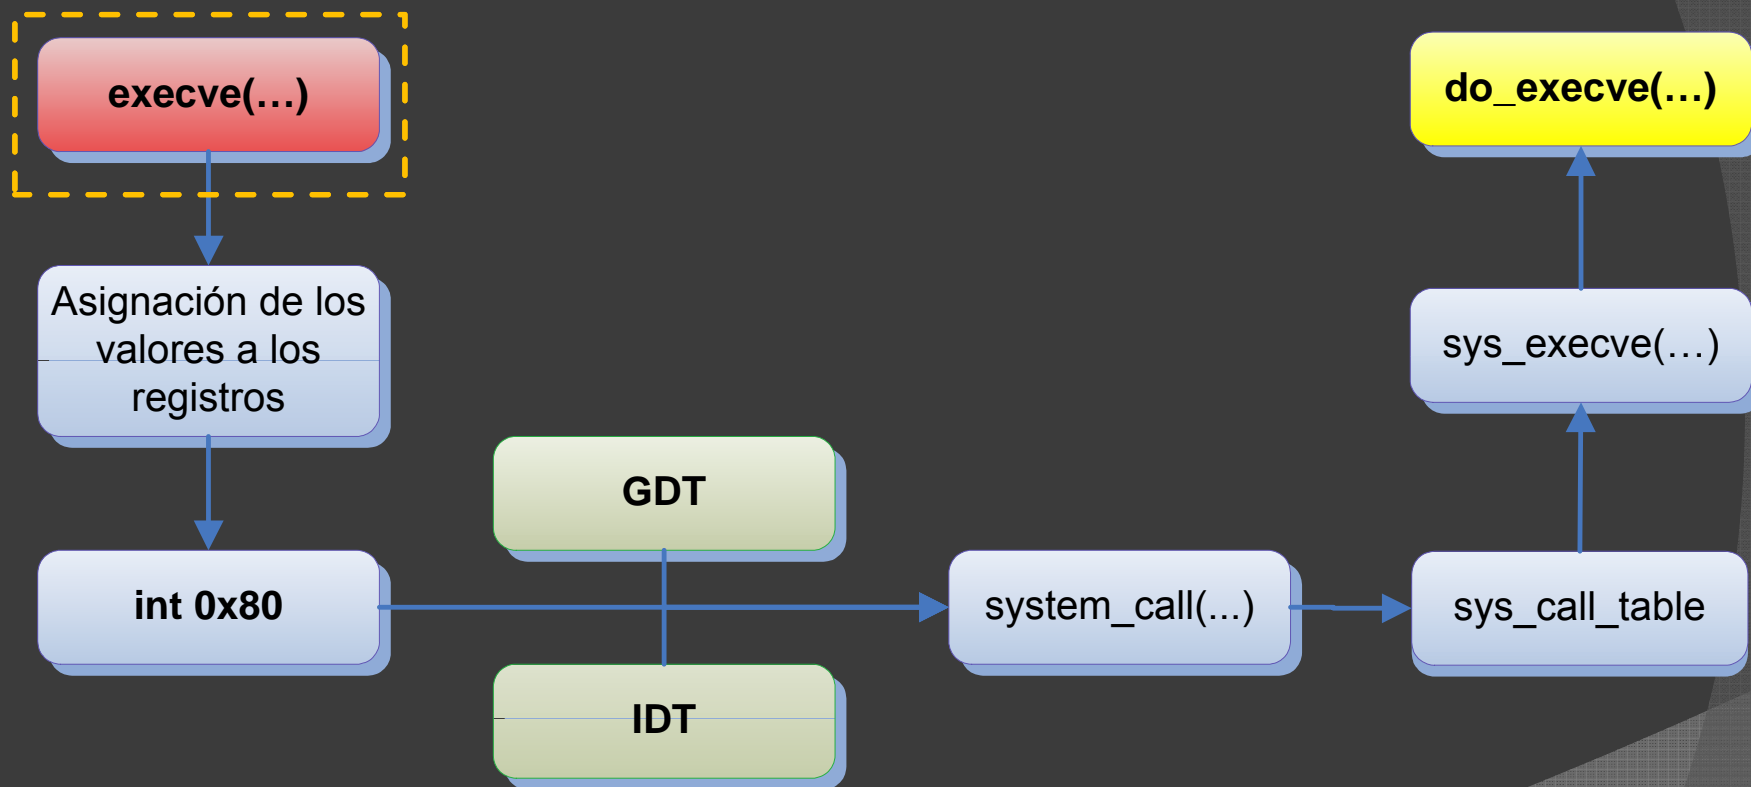 execve(…)
do_execve(…)
Asignación de los
valores a los
registros
sys_execve(…)
GDT
int 0x80
system_call(...)
sys_call_table
IDT